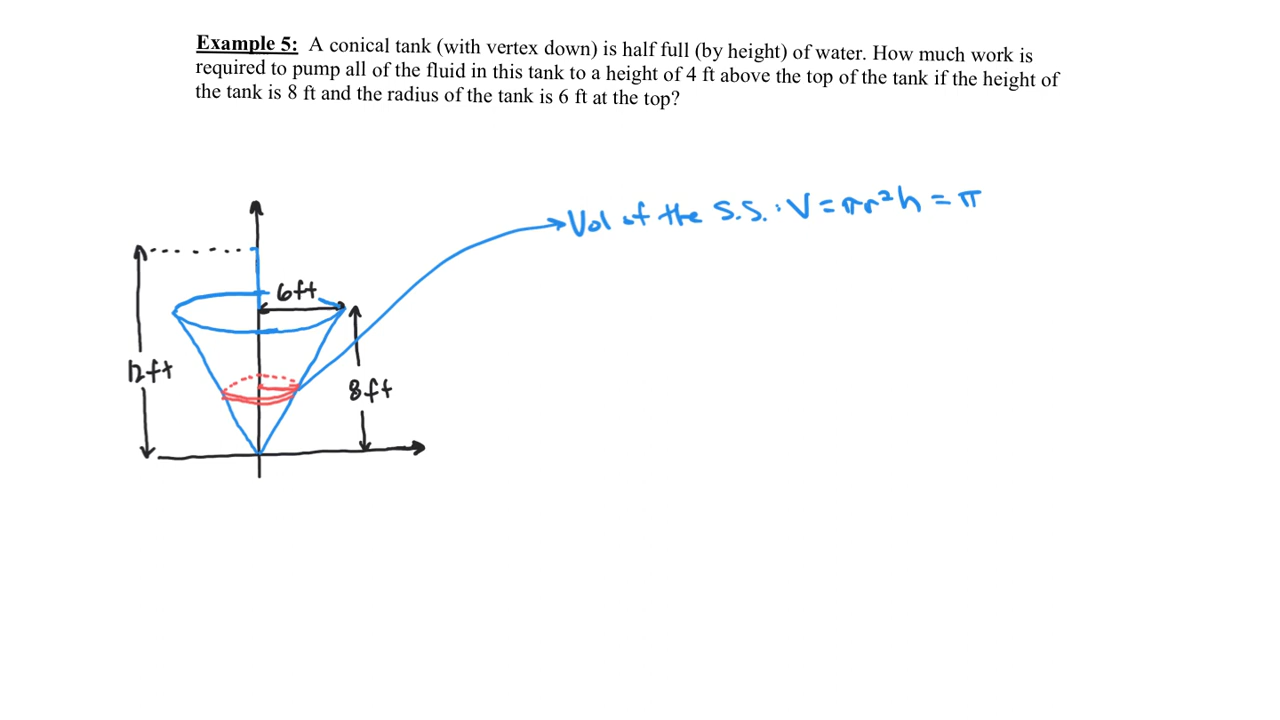 Example 5: A conical tank (with vertex down) is half full (by height) of water. How much work is
required to pump all of the fluid in this tank to a height of 4 ft above the top of the tank if the height of
the tank is 8 ft and the radius of the tank is 6 ft at the top?
Vol of the S.S. : V = πr²h = π
6ft
12ft
8ft